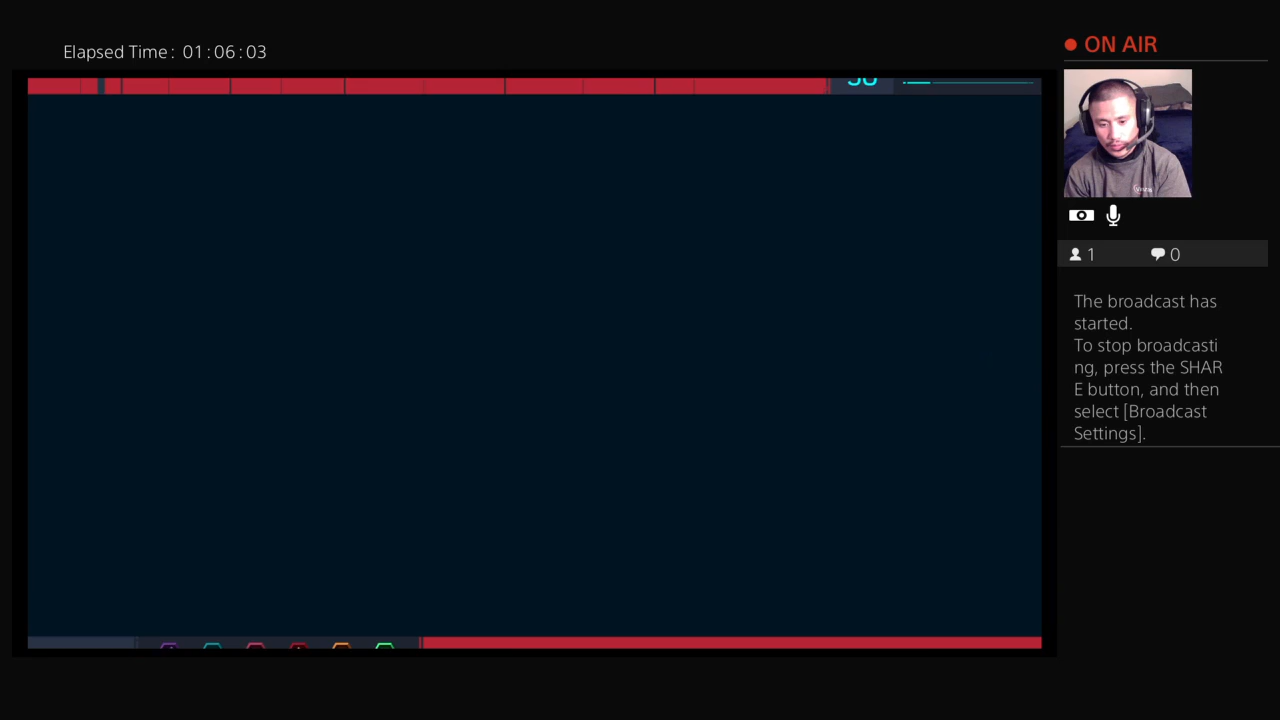 Elapsed Time: 01:06:03
ON AIR
1
0
The broadcast has
started.
To stop broadcasti
ng, press the SHAR
E button, and then
select [Broadcast
Settings].